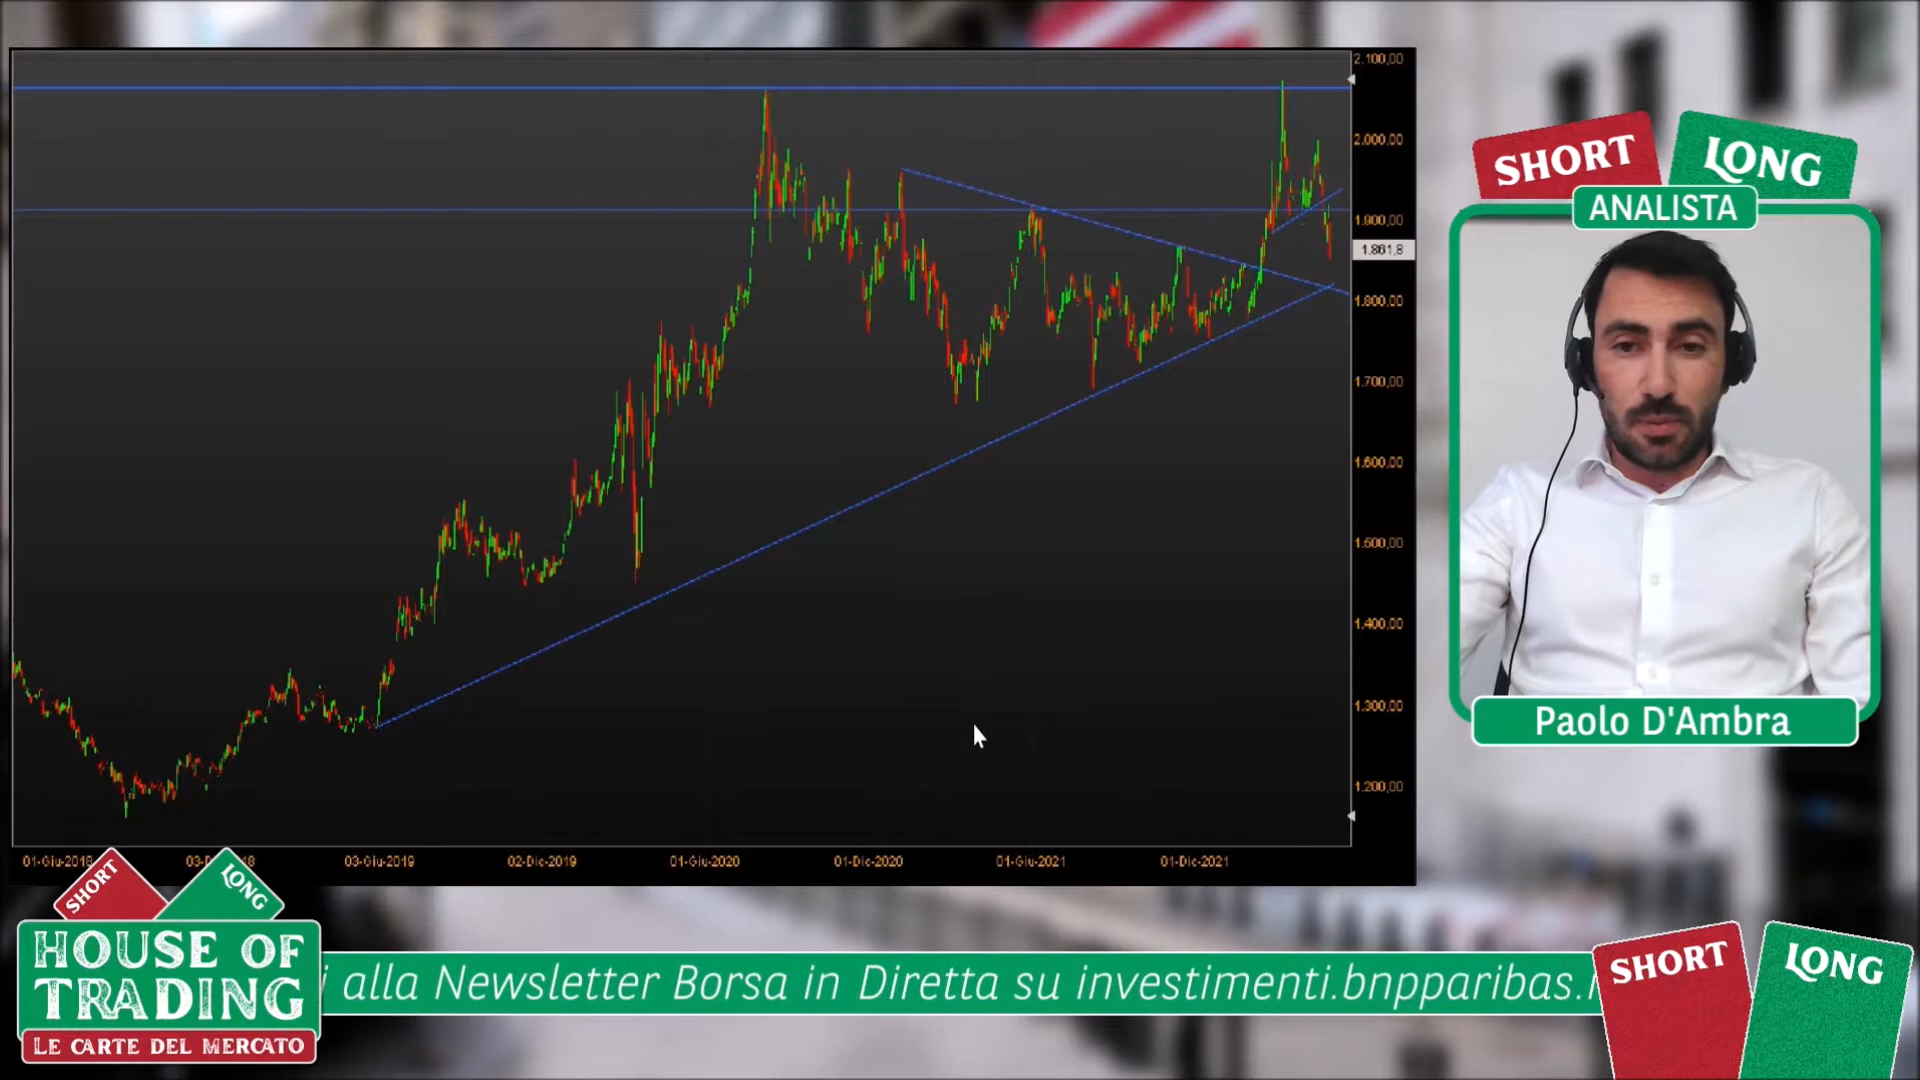 2.100,00
2.000,00
1.900,00
1.861,8
1.800,00
1.700,00
1.600,00
1.500,00
1.400,00
1.300,00
1.200,00
01-Giu-2018
03-Giu-2019
02-Dic-2019
01-Giu-2020
01-Dic-2020
01-Giu-2021
01-Dic-2021
SHORT
LONG
ANALISTA
Paolo D'Ambra
SHORT
LONG
HOUSE OF
TRADING
LE CARTE DEL MERCATO
i alla Newsletter Borsa in Diretta su investimenti.bnpparibas.
SHORT
LONG